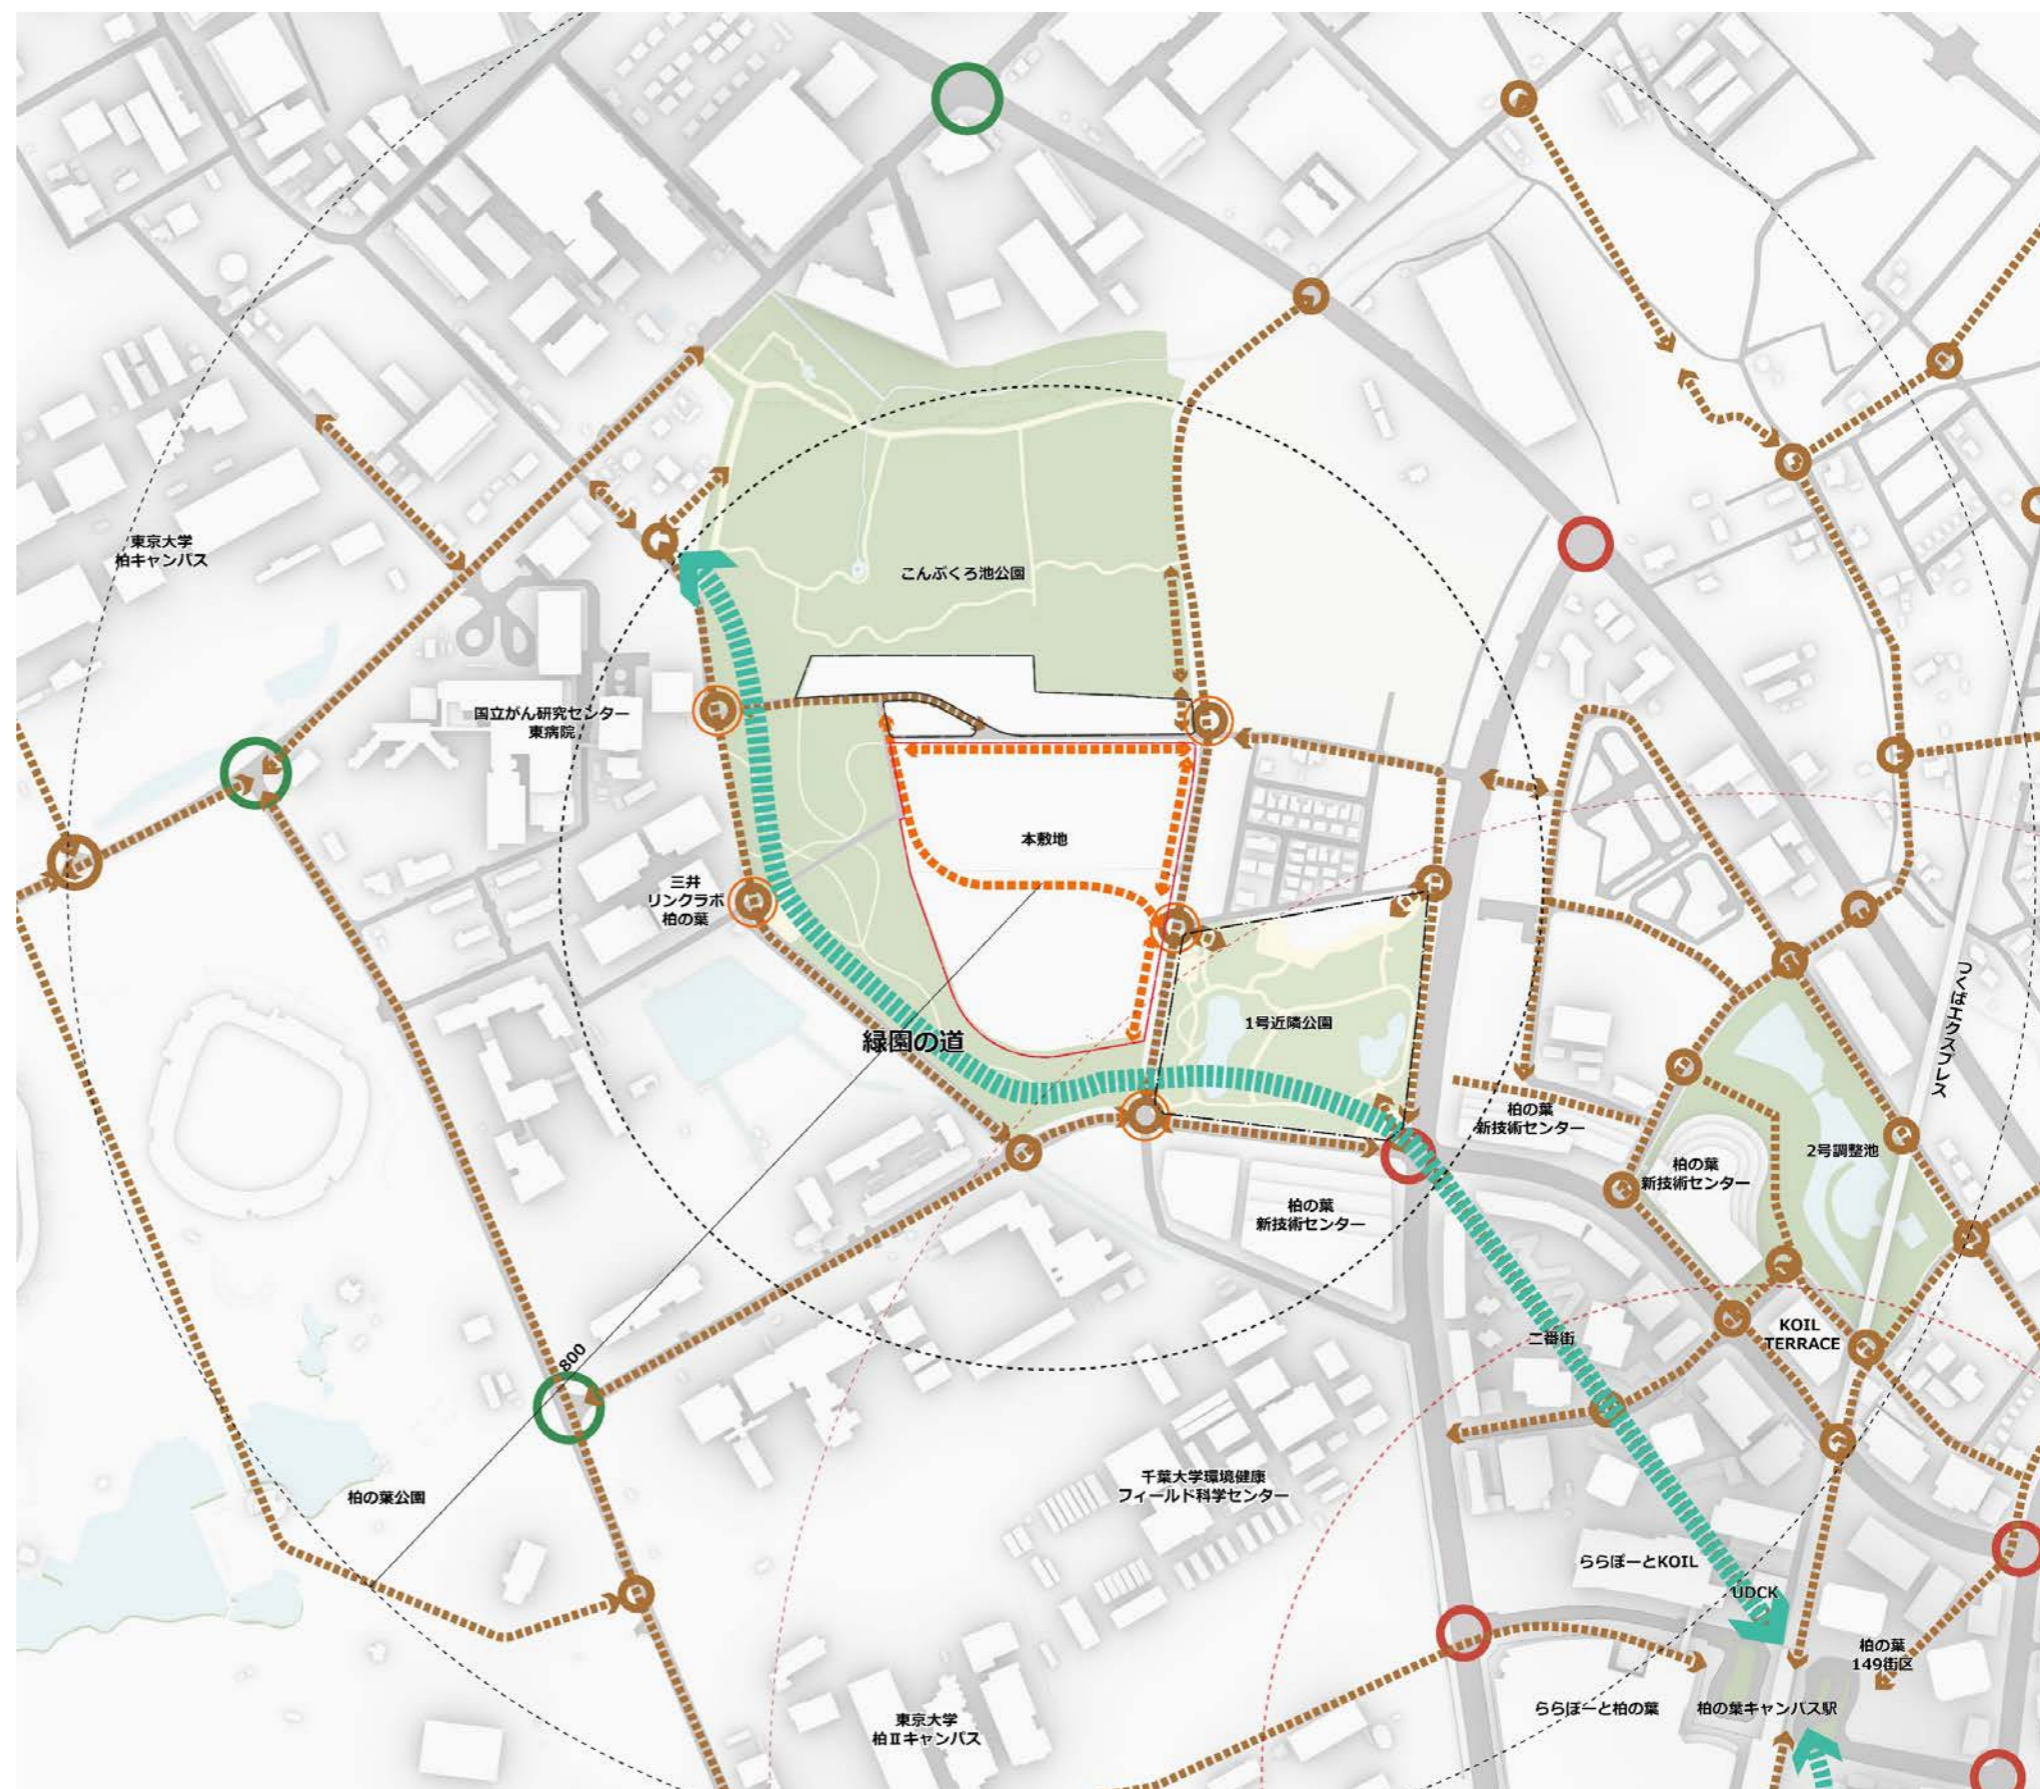 東京大学
柏キャンパス
こんぶくろ池公園
国立がん研究センター
東病院
本敷地
三井
リンクラボ
柏の葉
緑園の道
1号近隣公園
つくばエクスプレス
柏の葉
新技術センター
2号調整池
柏の葉
新技術センター
柏の葉
新技術センター
KOIL
TERRACE
二番街
800
柏の葉公園
千葉大学環境健康
フィールド科学センター
ららぽーとKOIL
UDCK
柏の葉
149街区
ららぽーと柏の葉
柏の葉キャンパス駅
東京大学
柏Ⅱキャンパス